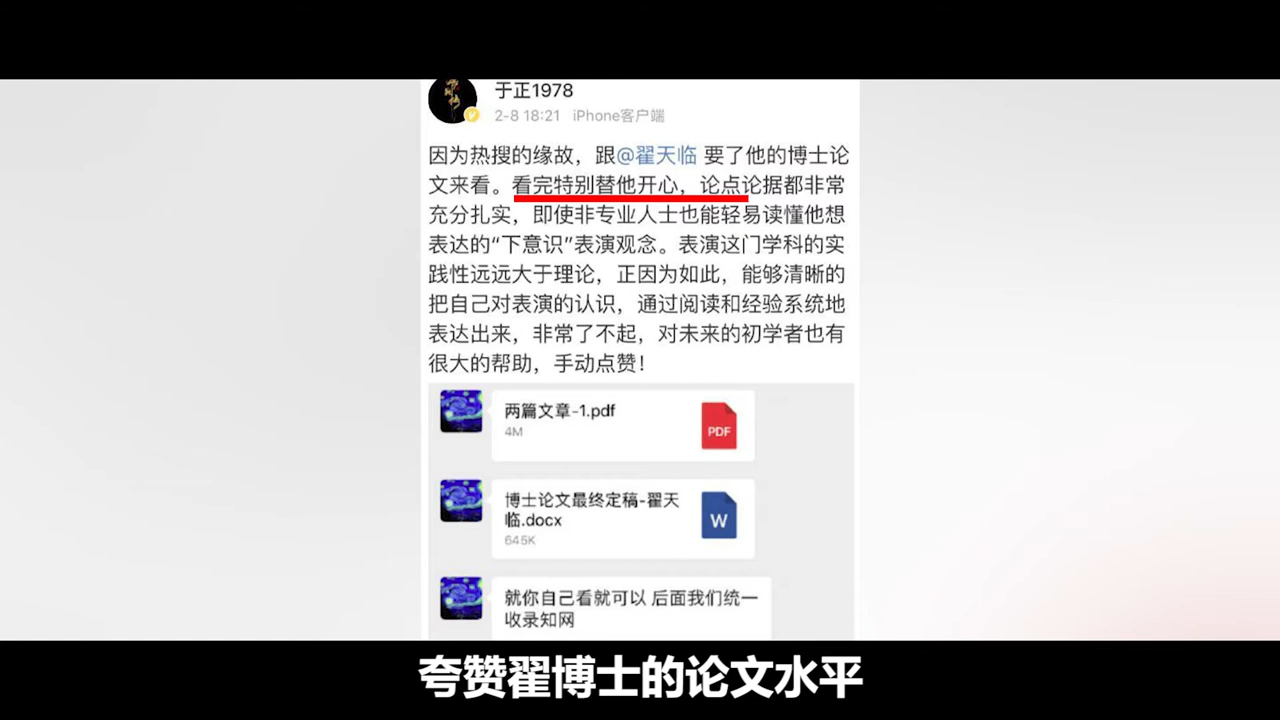 于正1978
2-8 18:21 iPhone客户端
因为热搜的缘故，跟@翟天临 要了他的博士论
文来看。看完特别替他开心，论点论据都非常
充分扎实，即使非专业人士也能轻易读懂他想
表达的“下意识”表演观念。表演这门学科的实
践性远远大于理论，正因为如此，能够清晰的
把自己对表演的认识，通过阅读和经验系统地
表达出来，非常了不起，对未来的初学者也有
很大的帮助，手动点赞！
两篇文章-1.pdf
4M
PDF
博士论文最终定稿-翟天
临.docx
645K
W
就你自己看就可以 后面我们统一
收录知网
夸赞翟博士的论文水平